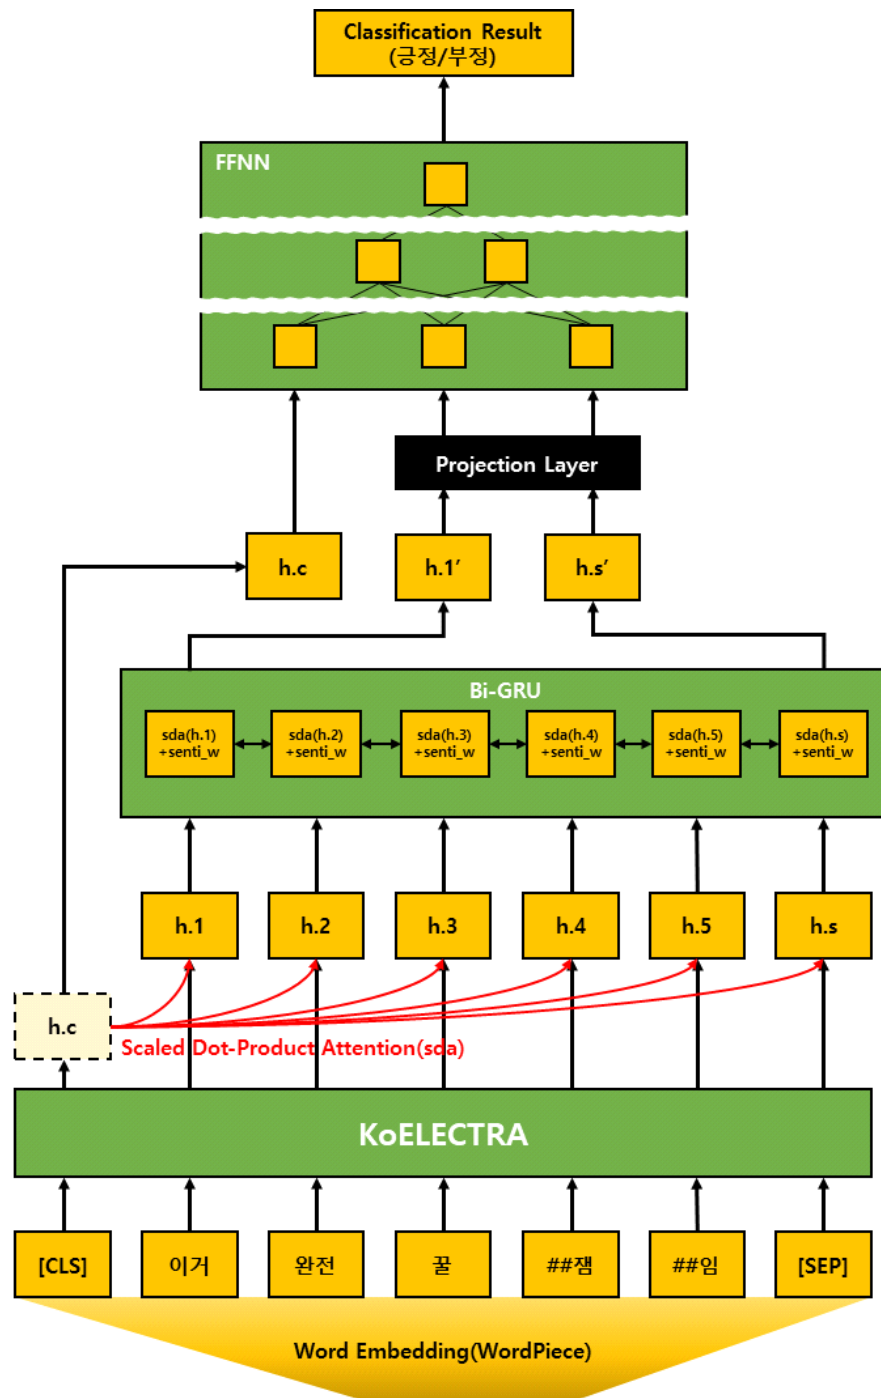 Classification Result
(긍정/부정)
FFNN
Projection Layer
h.c
h.1’
h.s’
Bi-GRU
sda(h.1)
+senti_w
sda(h.2)
+senti_w
sda(h.3)
+senti_w
sda(h.4)
+senti_w
sda(h.5)
+senti_w
sda(h.s)
+senti_w
h.1
h.2
h.3
h.4
h.5
h.s
h.c
Scaled Dot-Product Attention(sda)
KoELECTRA
[CLS]
이거
완전
꿀
##잼
##임
[SEP]
Word Embedding(WordPiece)